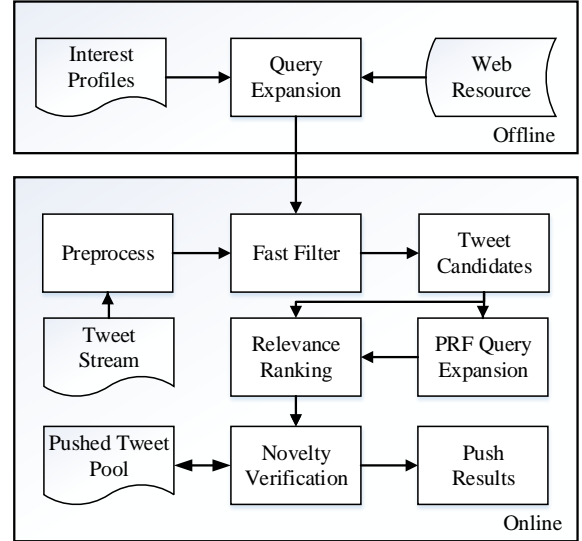 Interest
Profiles
Query
Expansion
Web
Resource
Offline
Preprocess
Fast Filter
Tweet
Candidates
Tweet
Stream
Relevance
Ranking
PRF Query
Expansion
Pushed Tweet
Pool
Novelty
Verification
Push
Results
Online